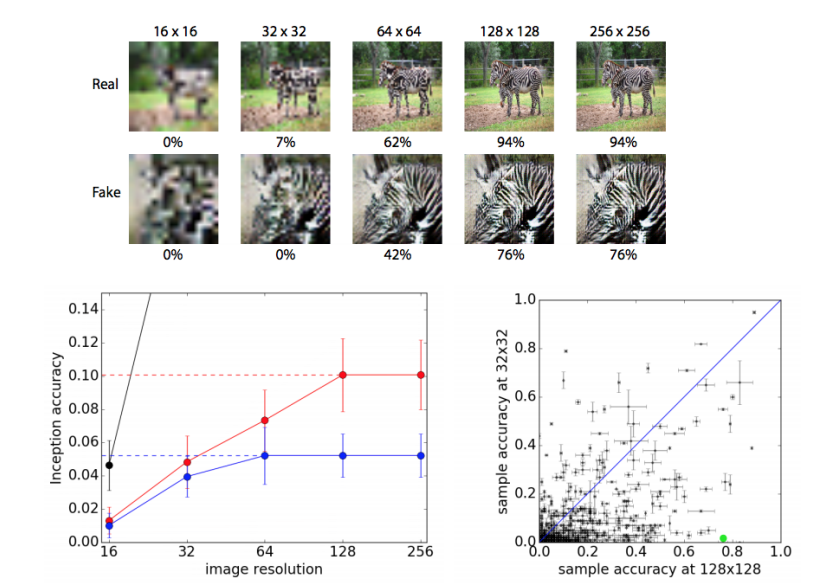 16 x 16 32 x 32 64 x 64 128 x 128 256 x 256
Real
0% 7% 62% 94% 94%
Fake
0% 0% 42% 76% 76%
0.14
0.12
0.10
0.08
0.06
0.04
0.02
0.00
16 32 64 128 256
image resolution
Inception accuracy
1.0
0.8
0.6
0.4
0.2
0.0
0.0 0.2 0.4 0.6 0.8 1.0
sample accuracy at 128x128
sample accuracy at 32x32